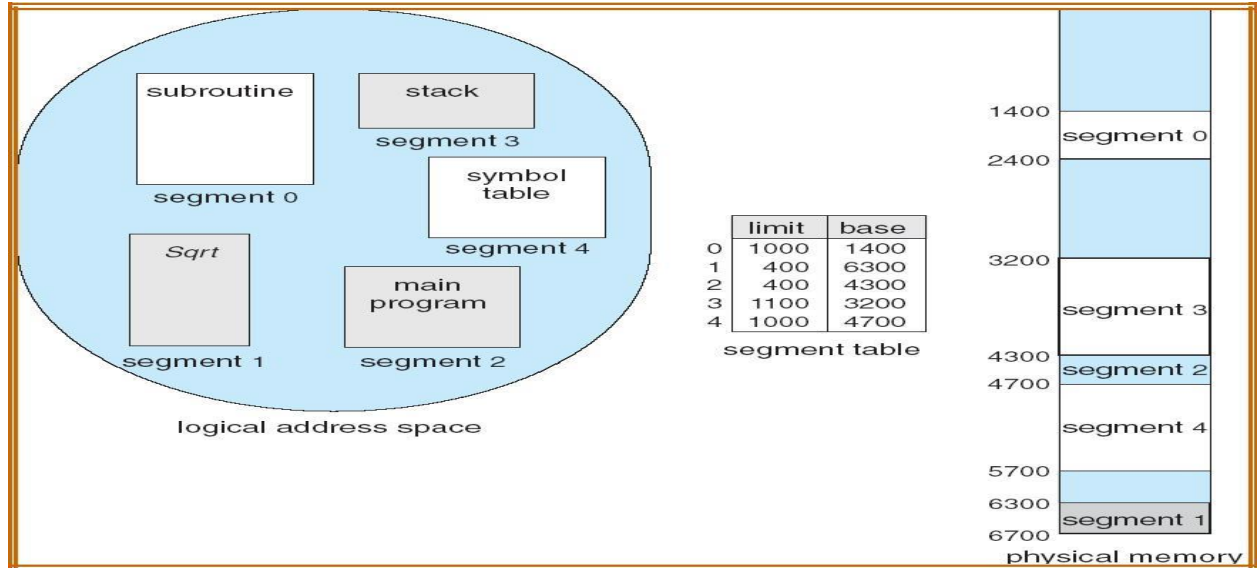 subroutine
segment 0
stack
segment 3
symbol
table
segment 4
Sqrt
segment 1
main
program
segment 2
logical address space
limit base
0 1000 1400
1 400 6300
2 400 4300
3 1100 3200
4 1000 4700
segment table
1400
segment 0
2400
3200
segment 3
4300
segment 2
4700
segment 4
5700
6300
segment 1
6700
physical memory